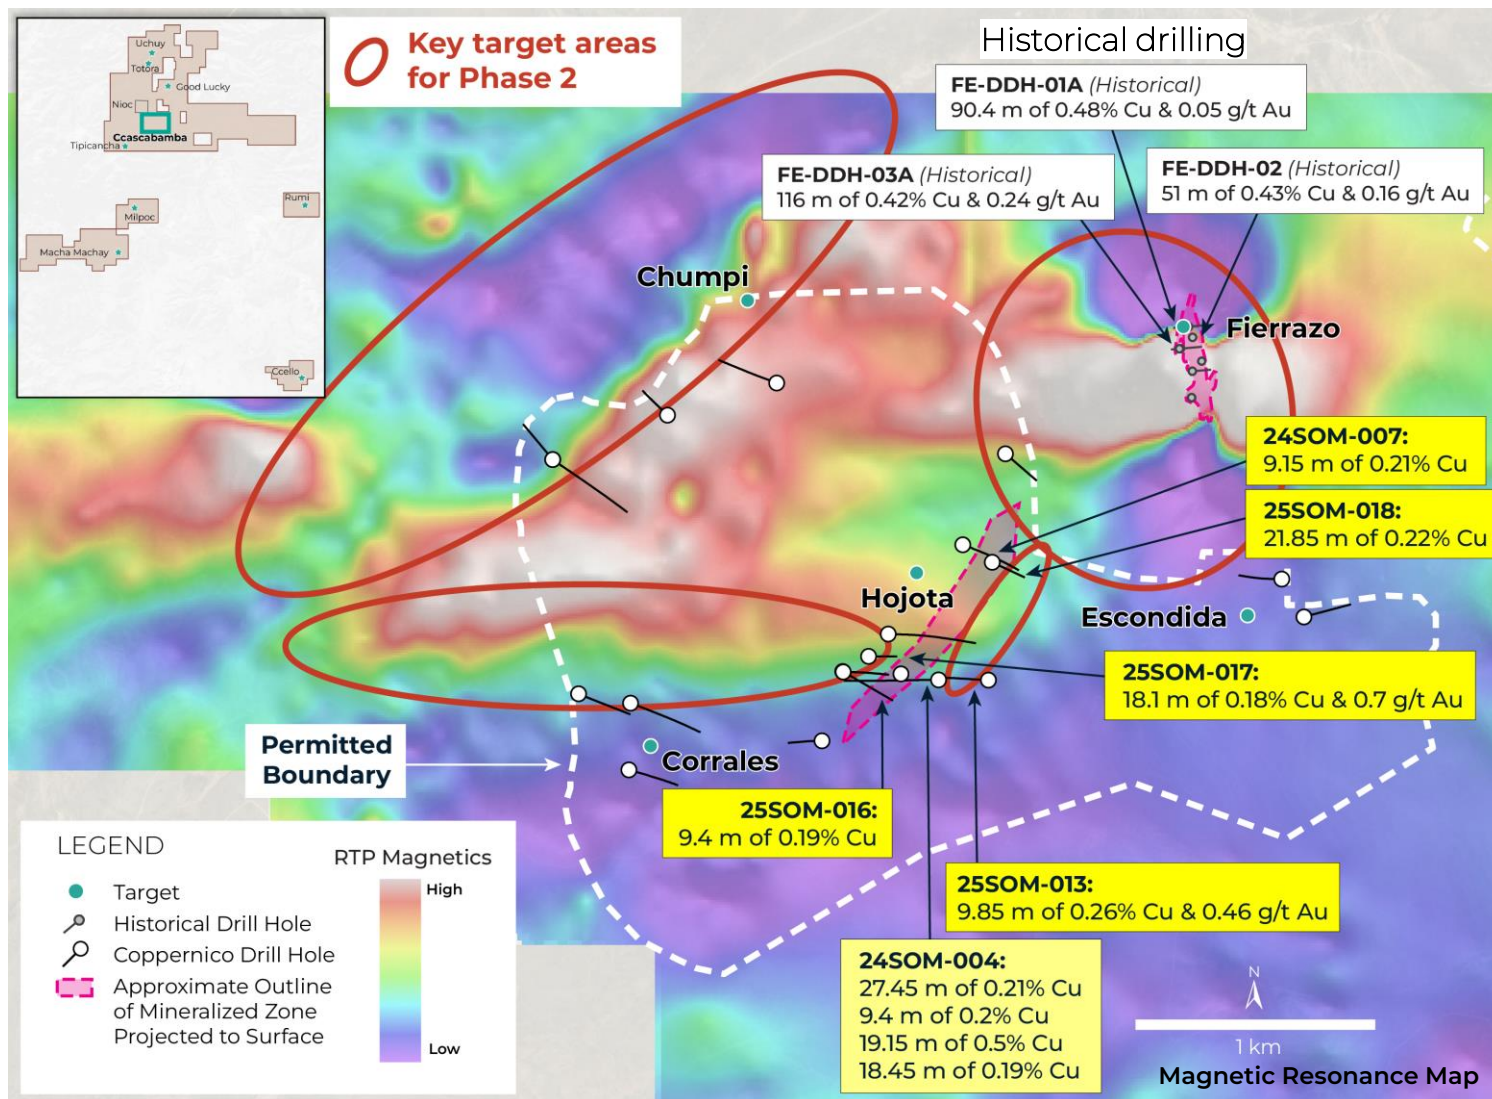 Uchuy
Totora
Good Lucky
Nioc
Ccascabamba
Tipicancha
Rumi
Milpoc
Macha Machay
Ccello
Key target areas
for Phase 2
Historical drilling
FE-DDH-01A (Historical)
90.4 m of 0.48% Cu & 0.05 g/t Au
FE-DDH-03A (Historical)
116 m of 0.42% Cu & 0.24 g/t Au
FE-DDH-02 (Historical)
51 m of 0.43% Cu & 0.16 g/t Au
Chumpi
Fierrazo
24SOM-007:
9.15 m of 0.21% Cu
25SOM-018:
21.85 m of 0.22% Cu
Hojota
Escondida
25SOM-017:
18.1 m of 0.18% Cu & 0.7 g/t Au
Permitted
Boundary
Corrales
25SOM-016:
9.4 m of 0.19% Cu
25SOM-013:
9.85 m of 0.26% Cu & 0.46 g/t Au
24SOM-004:
27.45 m of 0.21% Cu
9.4 m of 0.2% Cu
19.15 m of 0.5% Cu
18.45 m of 0.19% Cu
LEGEND
Target
Historical Drill Hole
Coppernico Drill Hole
Approximate Outline
of Mineralized Zone
Projected to Surface
RTP Magnetics
High
Low
N
1 km
Magnetic Resonance Map